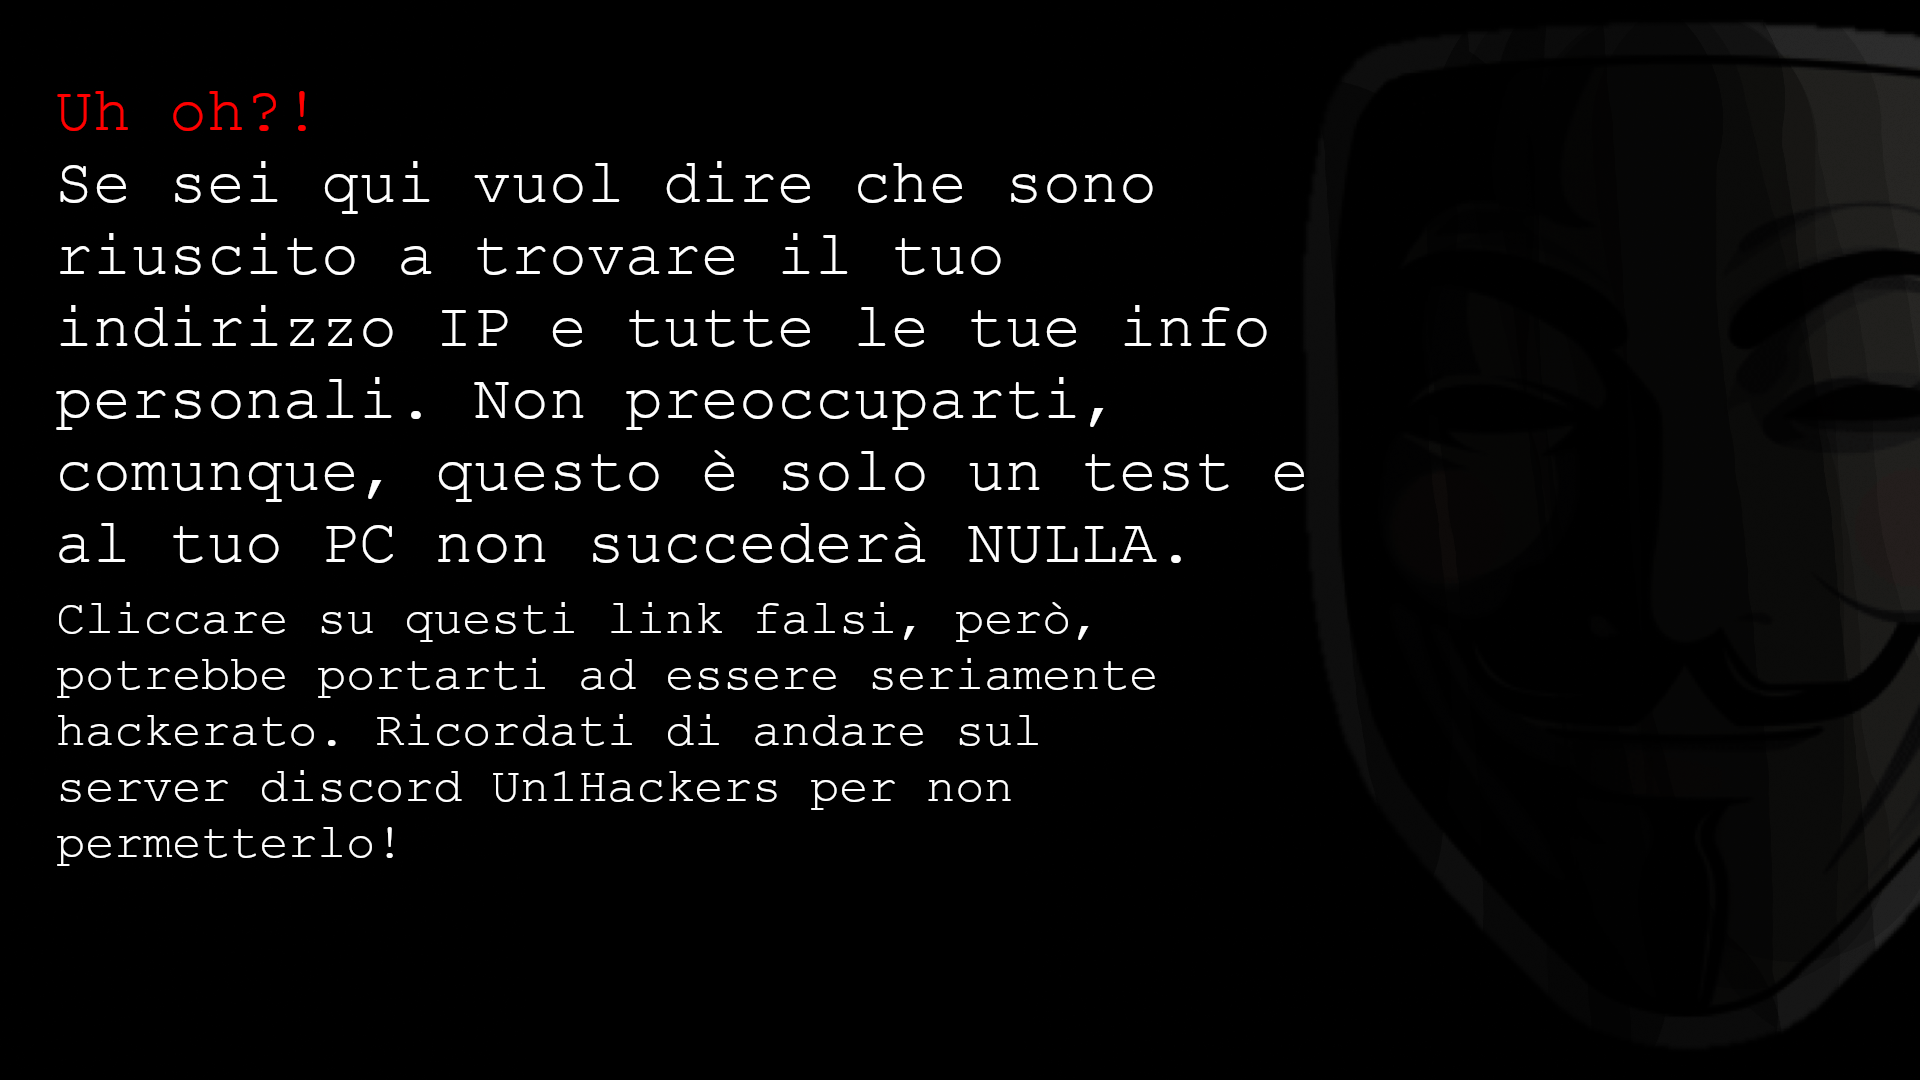 Uh oh?!
Se sei qui vuol dire che sono
riuscito a trovare il tuo
indirizzo IP e tutte le tue info
personali. Non preoccuparti,
comunque, questo è solo un test e
al tuo PC non succederà NULLA.
Cliccare su questi link falsi, però,
potrebbe portarti ad essere seriamente
hackerato. Ricordati di andare sul
server discord Un1Hackers per non
permetterlo!